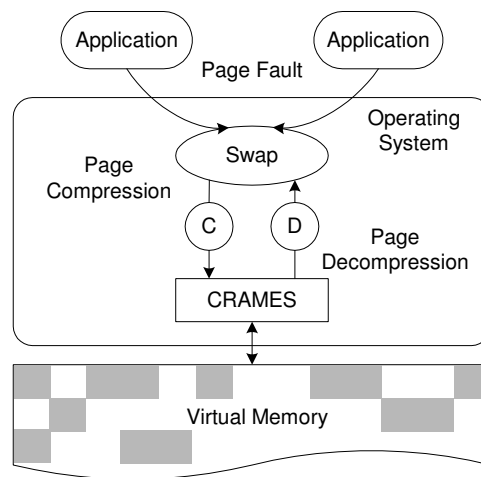 Application
Application
Page Fault
Operating
System
Swap
Page
Compression
C
D
Page
Decompression
CRAMES
Virtual Memory